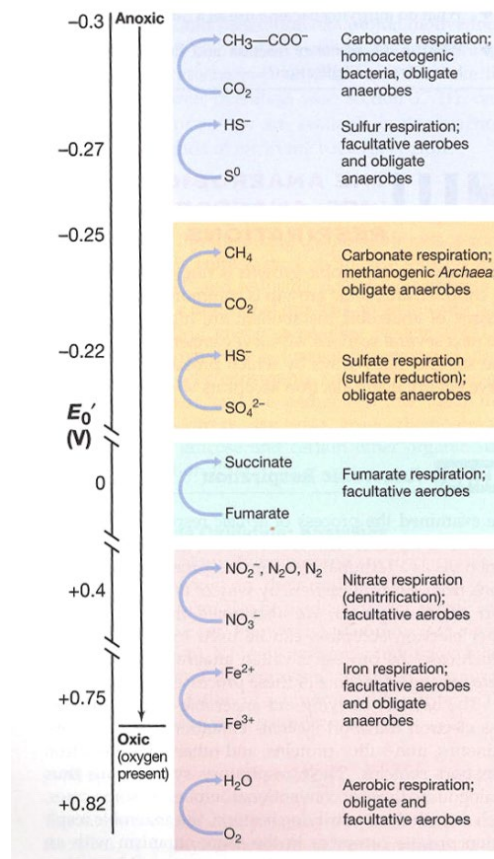 −0.3
Anoxic
CH₃—COO⁻
CO₂
Carbonate respiration;
homoacetogenic
bacteria, obligate
anaerobes
−0.27
HS⁻
S⁰
Sulfur respiration;
facultative aerobes
and obligate
anaerobes
−0.25
CH₄
CO₂
Carbonate respiration;
methanogenic Archaea
obligate anaerobes
−0.22
HS⁻
SO₄²⁻
Sulfate respiration
(sulfate reduction);
obligate anaerobes
E₀′
(V)
0
Succinate
Fumarate
Fumarate respiration;
facultative aerobes
+0.4
NO₂⁻, N₂O, N₂
NO₃⁻
Nitrate respiration
(denitrification);
facultative aerobes
+0.75
Fe²⁺
Fe³⁺
Iron respiration;
facultative aerobes
and obligate
anaerobes
Oxic
(oxygen
present)
+0.82
H₂O
O₂
Aerobic respiration;
obligate and
facultative aerobes